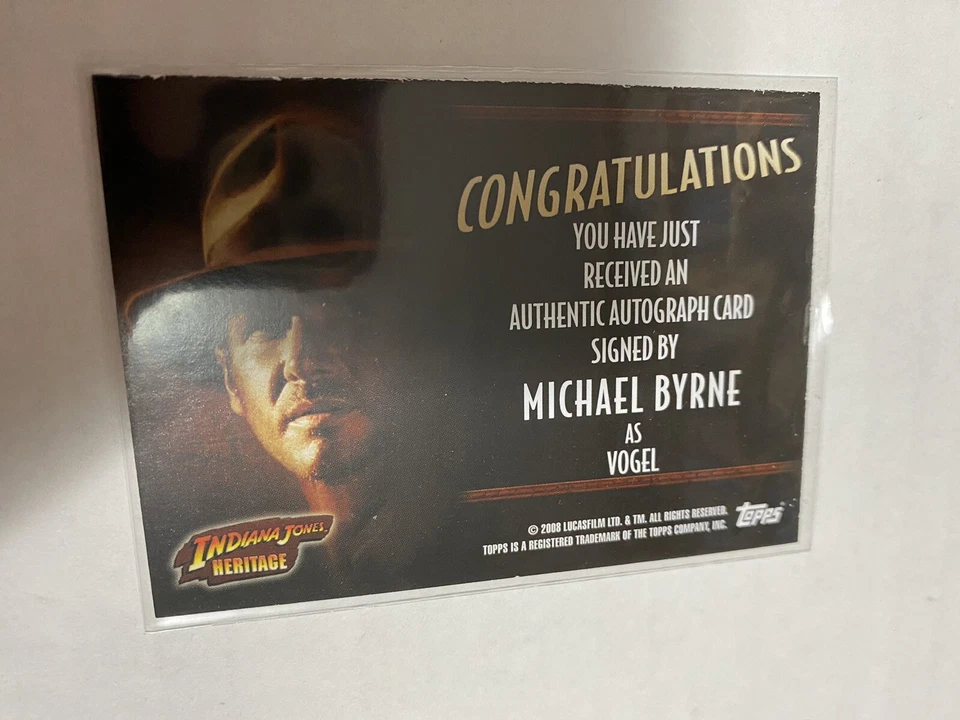 CONGRATULATIONS
YOU HAVE JUST
RECEIVED AN
AUTHENTIC AUTOGRAPH CARD
SIGNED BY
MICHAEL BYRNE
AS
VOGEL
© 2008 LUCASFILM LTD. & TM. ALL RIGHTS RESERVED.
TOPPS IS A REGISTERED TRADEMARK OF THE TOPPS COMPANY, INC.
topps
INDIANA JONES
HERITAGE